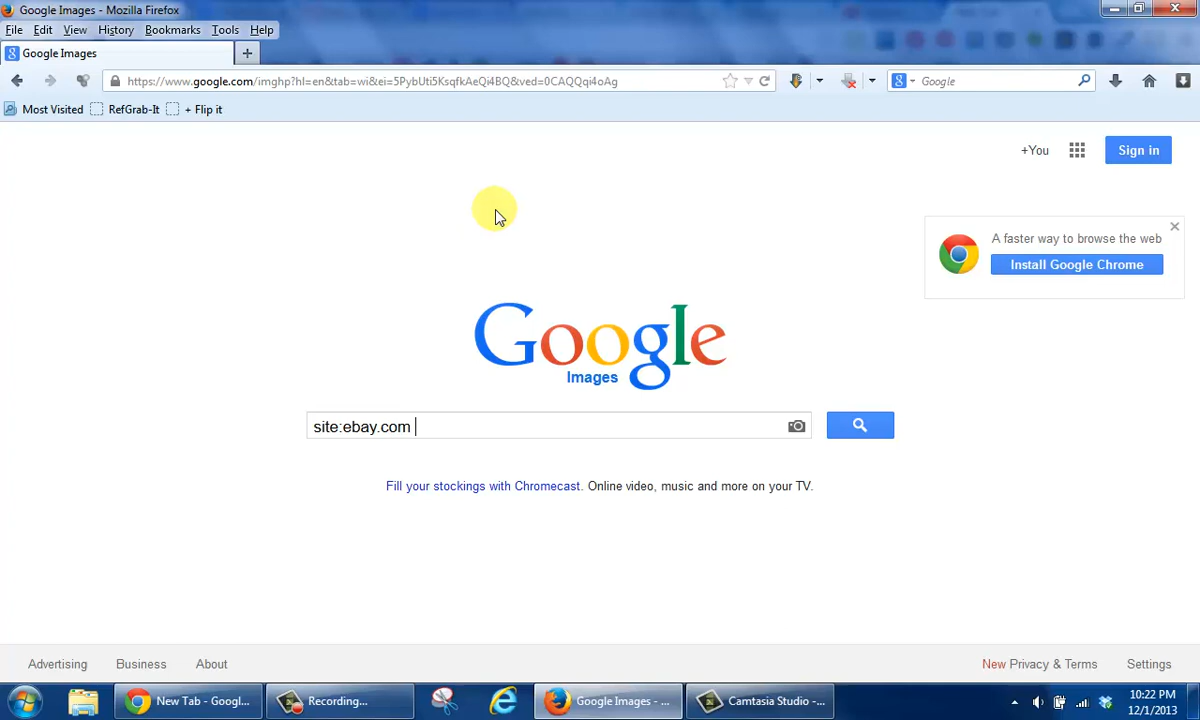 Google Images - Mozilla Firefox
File Edit View History Bookmarks Tools Help
Google Images
https://www.google.com/imghp?hl=en&tab=wi&ei=5PybUti5KsqfkAeQi4BQ&ved=0CAQQqi4oAg
Google
Most Visited RefGrab-It + Flip it
+You Sign in
A faster way to browse the web
Install Google Chrome
Google
Images
site:ebay.com
Fill your stockings with Chromecast. Online video, music and more on your TV.
Advertising Business About New Privacy & Terms Settings
New Tab - Googl... Recording... Google Images - ... Camtasia Studio -...
10:22 PM
12/1/2013